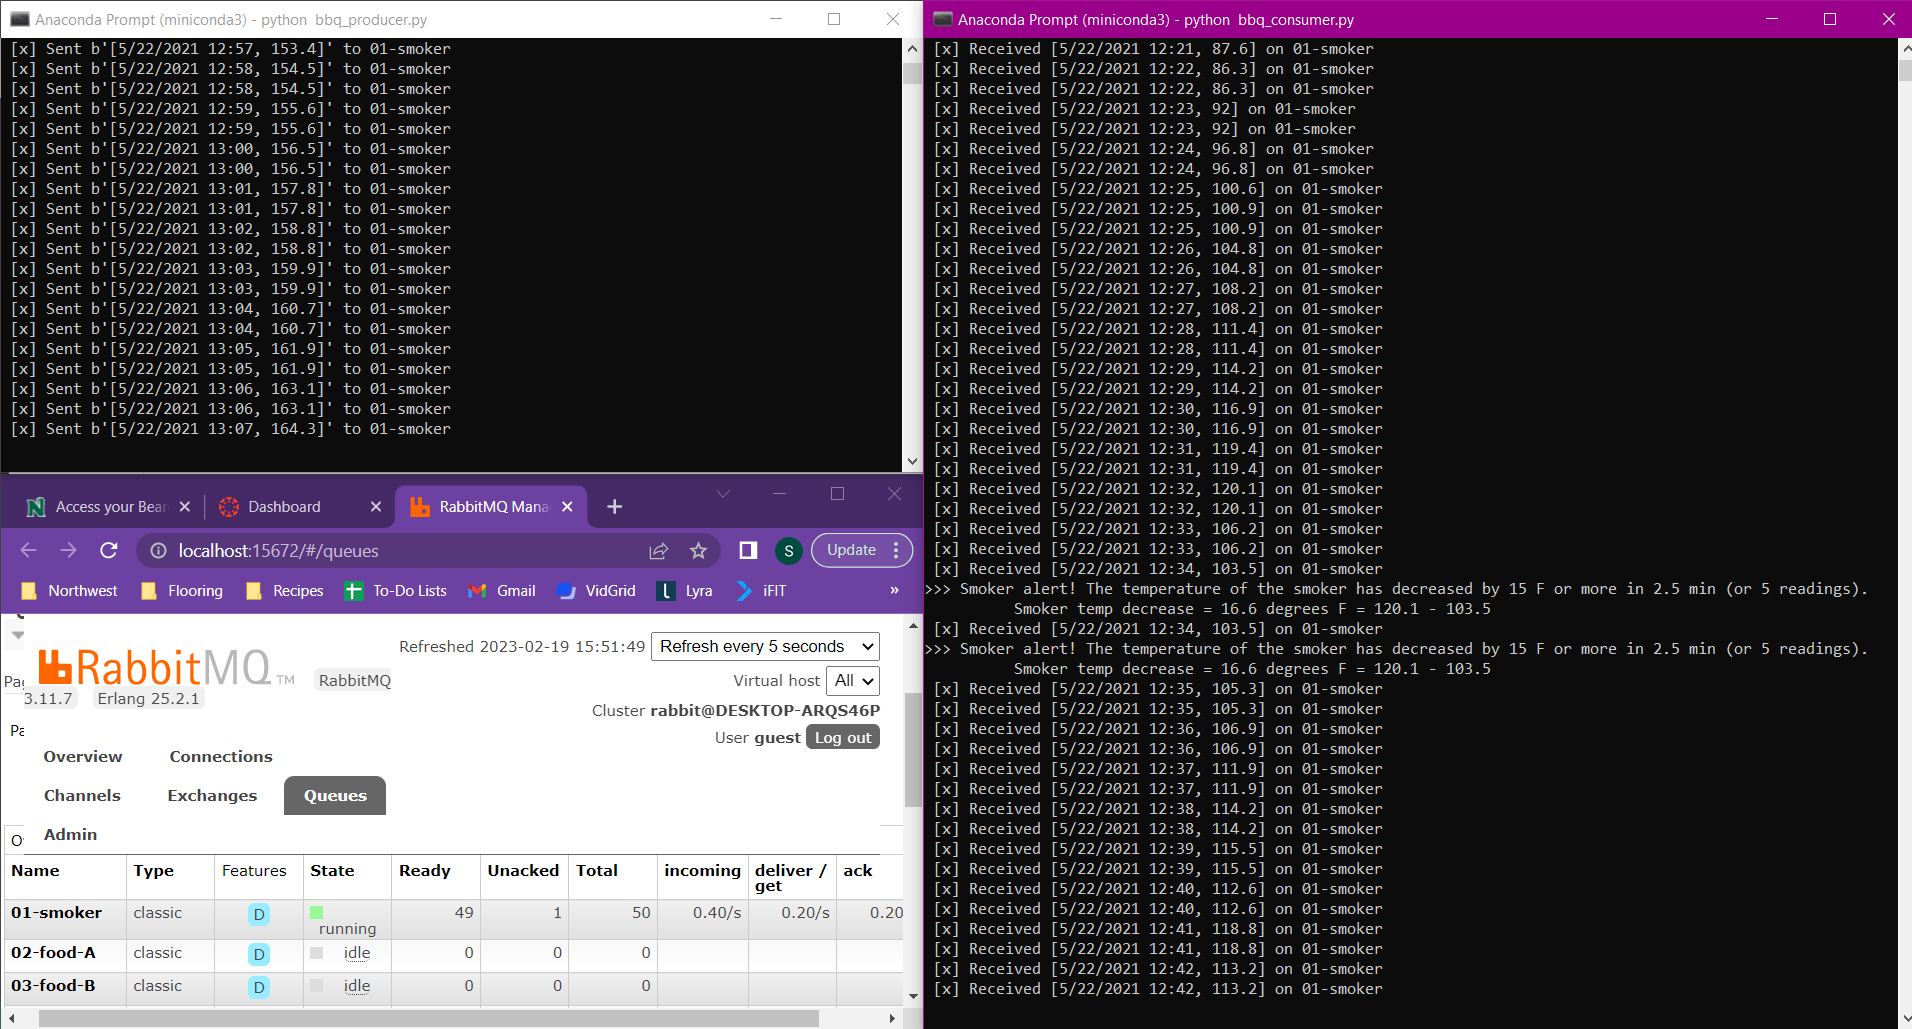 Anaconda Prompt (miniconda3) - python  bbq_producer.py
[x] Sent b'[5/22/2021 12:57, 153.4]' to 01-smoker
[x] Sent b'[5/22/2021 12:58, 154.5]' to 01-smoker
[x] Sent b'[5/22/2021 12:58, 154.5]' to 01-smoker
[x] Sent b'[5/22/2021 12:59, 155.6]' to 01-smoker
[x] Sent b'[5/22/2021 12:59, 155.6]' to 01-smoker
[x] Sent b'[5/22/2021 13:00, 156.5]' to 01-smoker
[x] Sent b'[5/22/2021 13:00, 156.5]' to 01-smoker
[x] Sent b'[5/22/2021 13:01, 157.8]' to 01-smoker
[x] Sent b'[5/22/2021 13:01, 157.8]' to 01-smoker
[x] Sent b'[5/22/2021 13:02, 158.8]' to 01-smoker
[x] Sent b'[5/22/2021 13:02, 158.8]' to 01-smoker
[x] Sent b'[5/22/2021 13:03, 159.9]' to 01-smoker
[x] Sent b'[5/22/2021 13:03, 159.9]' to 01-smoker
[x] Sent b'[5/22/2021 13:04, 160.7]' to 01-smoker
[x] Sent b'[5/22/2021 13:04, 160.7]' to 01-smoker
[x] Sent b'[5/22/2021 13:05, 161.9]' to 01-smoker
[x] Sent b'[5/22/2021 13:05, 161.9]' to 01-smoker
[x] Sent b'[5/22/2021 13:06, 163.1]' to 01-smoker
[x] Sent b'[5/22/2021 13:06, 163.1]' to 01-smoker
[x] Sent b'[5/22/2021 13:07, 164.3]' to 01-smoker
Access your Bear
Dashboard
RabbitMQ Mana
localhost:15672/#/queues
S
Update
Northwest
Flooring
Recipes
To-Do Lists
Gmail
VidGrid
Lyra
iFIT
»
RabbitMQ TM
RabbitMQ
3.11.7
Erlang 25.2.1
Refreshed 2023-02-19 15:51:49
Refresh every 5 seconds
Virtual host All
Cluster rabbit@DESKTOP-ARQS46P
User guest Log out
Overview
Connections
Channels
Exchanges
Queues
Admin
Name Type Features State Ready Unacked Total incoming deliver / get ack
01-smoker classic D running 49 1 50 0.40/s 0.20/s 0.20
02-food-A classic D idle 0 0 0
03-food-B classic D idle 0 0 0
Anaconda Prompt (miniconda3) - python  bbq_consumer.py
[x] Received [5/22/2021 12:21, 87.6] on 01-smoker
[x] Received [5/22/2021 12:22, 86.3] on 01-smoker
[x] Received [5/22/2021 12:22, 86.3] on 01-smoker
[x] Received [5/22/2021 12:23, 92] on 01-smoker
[x] Received [5/22/2021 12:23, 92] on 01-smoker
[x] Received [5/22/2021 12:24, 96.8] on 01-smoker
[x] Received [5/22/2021 12:24, 96.8] on 01-smoker
[x] Received [5/22/2021 12:25, 100.6] on 01-smoker
[x] Received [5/22/2021 12:25, 100.9] on 01-smoker
[x] Received [5/22/2021 12:25, 100.9] on 01-smoker
[x] Received [5/22/2021 12:26, 104.8] on 01-smoker
[x] Received [5/22/2021 12:26, 104.8] on 01-smoker
[x] Received [5/22/2021 12:27, 108.2] on 01-smoker
[x] Received [5/22/2021 12:27, 108.2] on 01-smoker
[x] Received [5/22/2021 12:28, 111.4] on 01-smoker
[x] Received [5/22/2021 12:28, 111.4] on 01-smoker
[x] Received [5/22/2021 12:29, 114.2] on 01-smoker
[x] Received [5/22/2021 12:29, 114.2] on 01-smoker
[x] Received [5/22/2021 12:30, 116.9] on 01-smoker
[x] Received [5/22/2021 12:30, 116.9] on 01-smoker
[x] Received [5/22/2021 12:31, 119.4] on 01-smoker
[x] Received [5/22/2021 12:31, 119.4] on 01-smoker
[x] Received [5/22/2021 12:32, 120.1] on 01-smoker
[x] Received [5/22/2021 12:32, 120.1] on 01-smoker
[x] Received [5/22/2021 12:33, 106.2] on 01-smoker
[x] Received [5/22/2021 12:33, 106.2] on 01-smoker
[x] Received [5/22/2021 12:34, 103.5] on 01-smoker
>>> Smoker alert! The temperature of the smoker has decreased by 15 F or more in 2.5 min (or 5 readings).
Smoker temp decrease = 16.6 degrees F = 120.1 - 103.5
[x] Received [5/22/2021 12:34, 103.5] on 01-smoker
>>> Smoker alert! The temperature of the smoker has decreased by 15 F or more in 2.5 min (or 5 readings).
Smoker temp decrease = 16.6 degrees F = 120.1 - 103.5
[x] Received [5/22/2021 12:35, 105.3] on 01-smoker
[x] Received [5/22/2021 12:35, 105.3] on 01-smoker
[x] Received [5/22/2021 12:36, 106.9] on 01-smoker
[x] Received [5/22/2021 12:36, 106.9] on 01-smoker
[x] Received [5/22/2021 12:37, 111.9] on 01-smoker
[x] Received [5/22/2021 12:37, 111.9] on 01-smoker
[x] Received [5/22/2021 12:38, 114.2] on 01-smoker
[x] Received [5/22/2021 12:38, 114.2] on 01-smoker
[x] Received [5/22/2021 12:39, 115.5] on 01-smoker
[x] Received [5/22/2021 12:39, 115.5] on 01-smoker
[x] Received [5/22/2021 12:40, 112.6] on 01-smoker
[x] Received [5/22/2021 12:40, 112.6] on 01-smoker
[x] Received [5/22/2021 12:41, 118.8] on 01-smoker
[x] Received [5/22/2021 12:41, 118.8] on 01-smoker
[x] Received [5/22/2021 12:42, 113.2] on 01-smoker
[x] Received [5/22/2021 12:42, 113.2] on 01-smoker